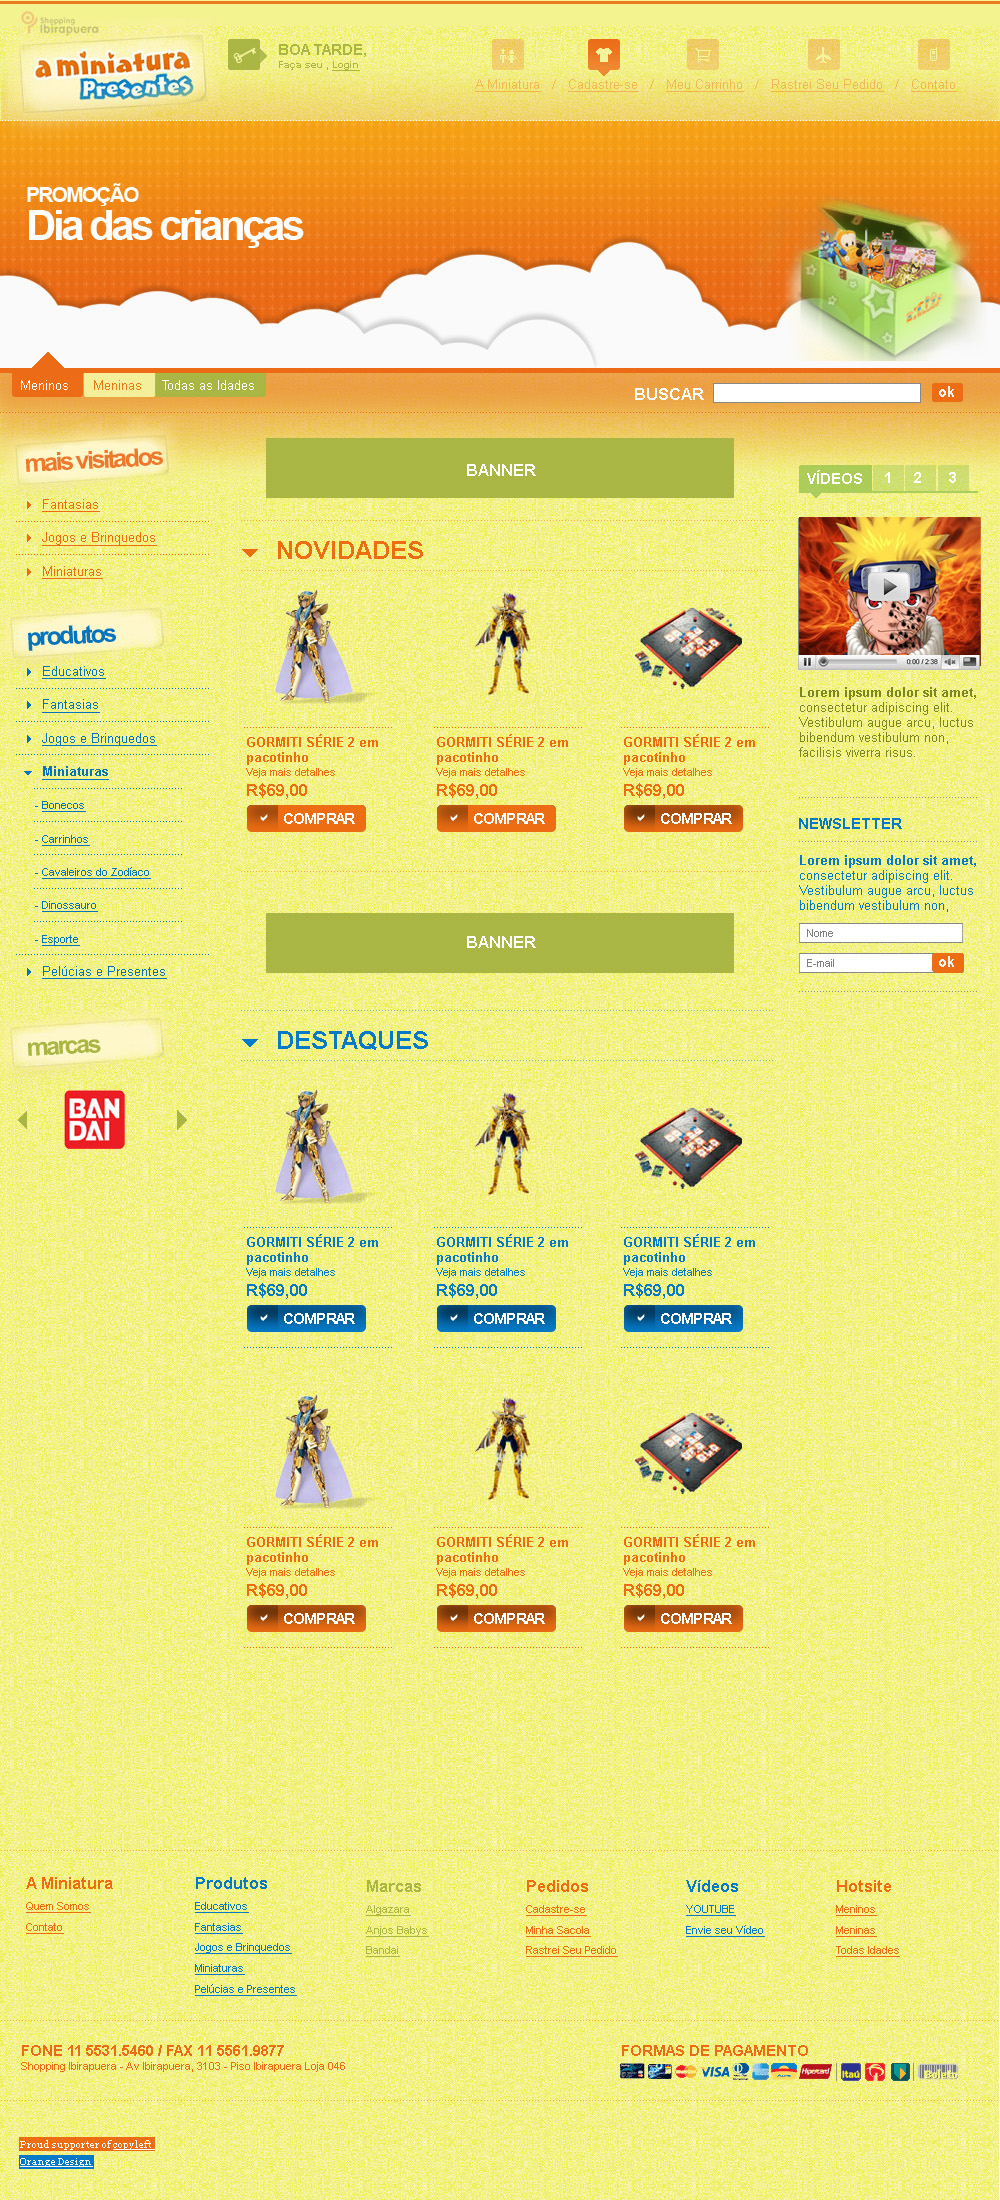 Shopping
ibirapuera
a miniatura
Presentes
BOA TARDE,
Faça seu , Login
A Miniatura / Cadastre-se / Meu Carrinho / Rastrei Seu Pedido / Contato
PROMOÇÃO
Dia das crianças
Meninos Meninas Todas as Idades
BUSCAR ok
mais visitados
Fantasias
Jogos e Brinquedos
Miniaturas
produtos
Educativos
Fantasias
Jogos e Brinquedos
Miniaturas
- Bonecos
- Carrinhos
- Cavaleiros do Zodíaco
- Dinossauro
- Esporte
Pelúcias e Presentes
marcas
BAN
DAI
BANNER
NOVIDADES
GORMITI SÉRIE 2 em
pacotinho
Veja mais detalhes
R$69,00
COMPRAR
GORMITI SÉRIE 2 em
pacotinho
Veja mais detalhes
R$69,00
COMPRAR
GORMITI SÉRIE 2 em
pacotinho
Veja mais detalhes
R$69,00
COMPRAR
BANNER
DESTAQUES
GORMITI SÉRIE 2 em
pacotinho
Veja mais detalhes
R$69,00
COMPRAR
GORMITI SÉRIE 2 em
pacotinho
Veja mais detalhes
R$69,00
COMPRAR
GORMITI SÉRIE 2 em
pacotinho
Veja mais detalhes
R$69,00
COMPRAR
GORMITI SÉRIE 2 em
pacotinho
Veja mais detalhes
R$69,00
COMPRAR
GORMITI SÉRIE 2 em
pacotinho
Veja mais detalhes
R$69,00
COMPRAR
GORMITI SÉRIE 2 em
pacotinho
Veja mais detalhes
R$69,00
COMPRAR
VÍDEOS 1 2 3
0:00 / 2:38
Lorem ipsum dolor sit amet,
consectetur adipiscing elit.
Vestibulum augue arcu, luctus
bibendum vestibulum non,
facilisis viverra risus.
NEWSLETTER
Lorem ipsum dolor sit amet,
consectetur adipiscing elit.
Vestibulum augue arcu, luctus
bibendum vestibulum non,
Nome
E-mail ok
A Miniatura
Quem Somos
Contato
Produtos
Educativos
Fantasias
Jogos e Brinquedos
Miniaturas
Pelúcias e Presentes
Marcas
Algazara
Anjos Babys
Bandai
Pedidos
Cadastre-se
Minha Sacola
Rastrei Seu Pedido
Vídeos
YOUTUBE
Envie seu Vídeo
Hotsite
Meninos
Meninas
Todas Idades
FONE 11 5531.5460 / FAX 11 5561.9877
Shopping Ibirapuera - Av Ibirapuera, 3103 - Piso Ibirapuera Loja 046
FORMAS DE PAGAMENTO
VISA Hipercard Itaú Boleto
Proud supporter of copyleft
Orange Design